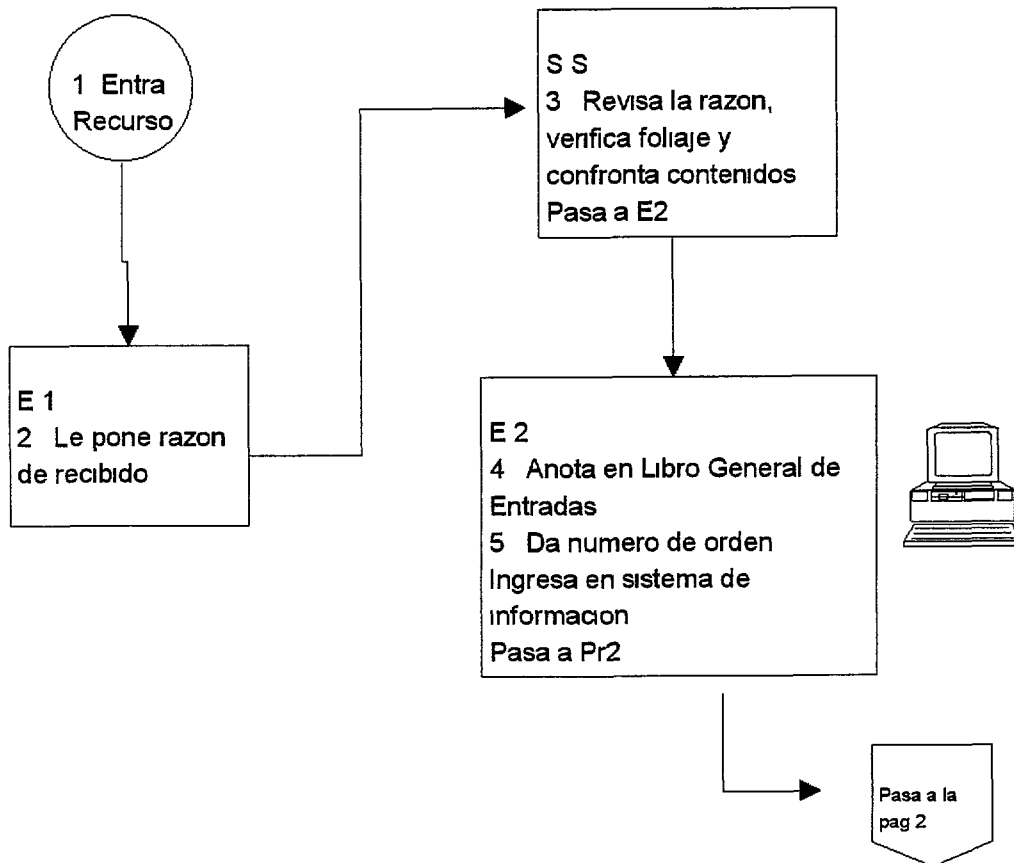 1 Entra
Recurso
E 1
2 Le pone razon
de recibido
S S
3 Revisa la razon,
verifica foliaje y
confronta contenidos
Pasa a E2
E 2
4 Anota en Libro General de
Entradas
5 Da numero de orden
Ingresa en sistema de
informacion
Pasa a Pr2
Pasa a la
pag 2